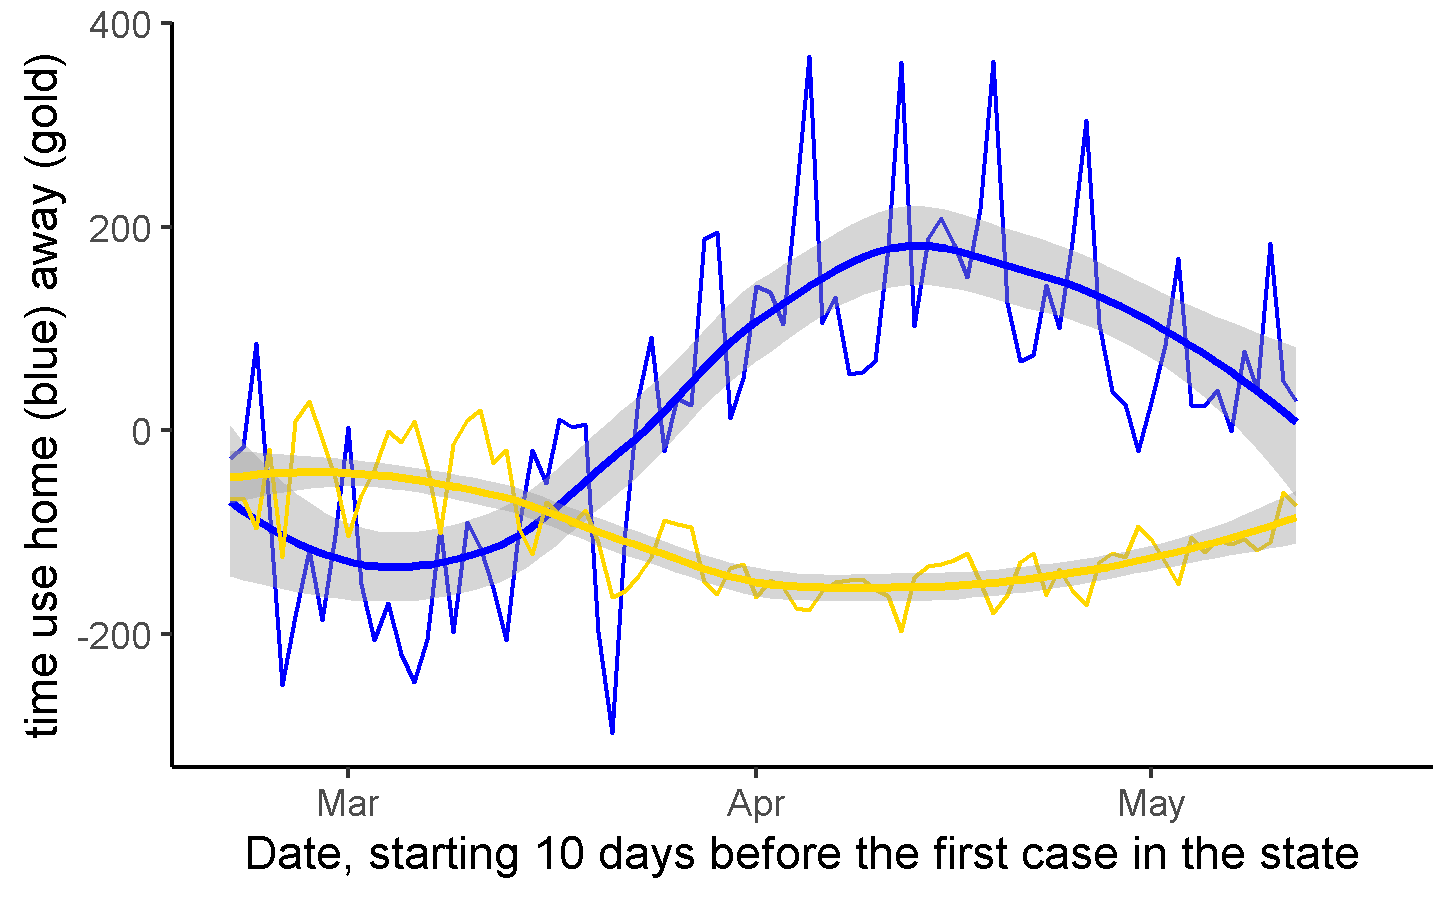 time use home (blue) away (gold)
400
200
0
-200
Mar
Apr
May
Date, starting 10 days before the first case in the state